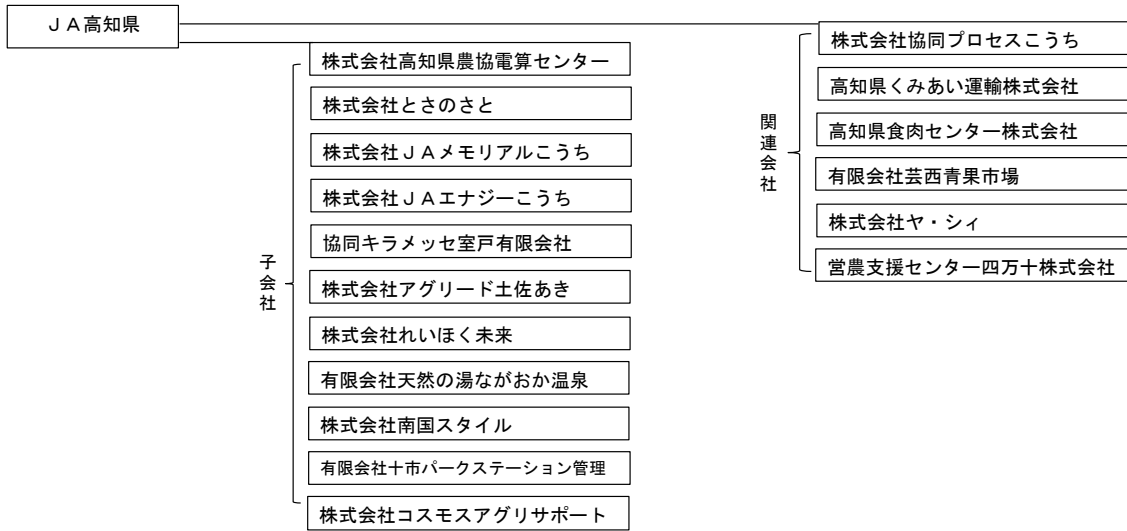 ＪＡ高知県
子会社
株式会社高知県農協電算センター
株式会社とさのさと
株式会社ＪＡメモリアルこうち
株式会社ＪＡエナジーこうち
協同キラメッセ室戸有限会社
株式会社アグリード土佐あき
株式会社れいほく未来
有限会社天然の湯ながおか温泉
株式会社南国スタイル
有限会社十市パークステーション管理
株式会社コスモスアグリサポート
関連会社
株式会社協同プロセスこうち
高知県くみあい運輸株式会社
高知県食肉センター株式会社
有限会社芸西青果市場
株式会社ヤ・シィ
営農支援センター四万十株式会社